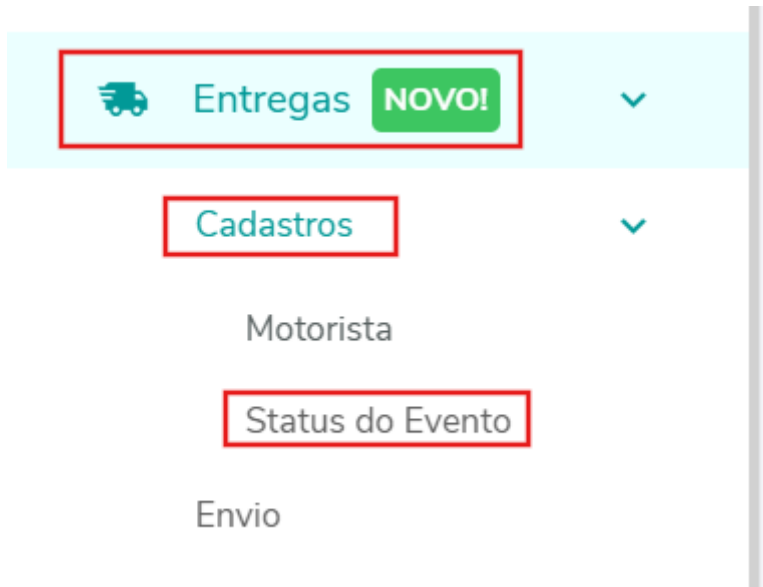 Entregas NOVO!
Cadastros
Motorista
Status do Evento
Envio